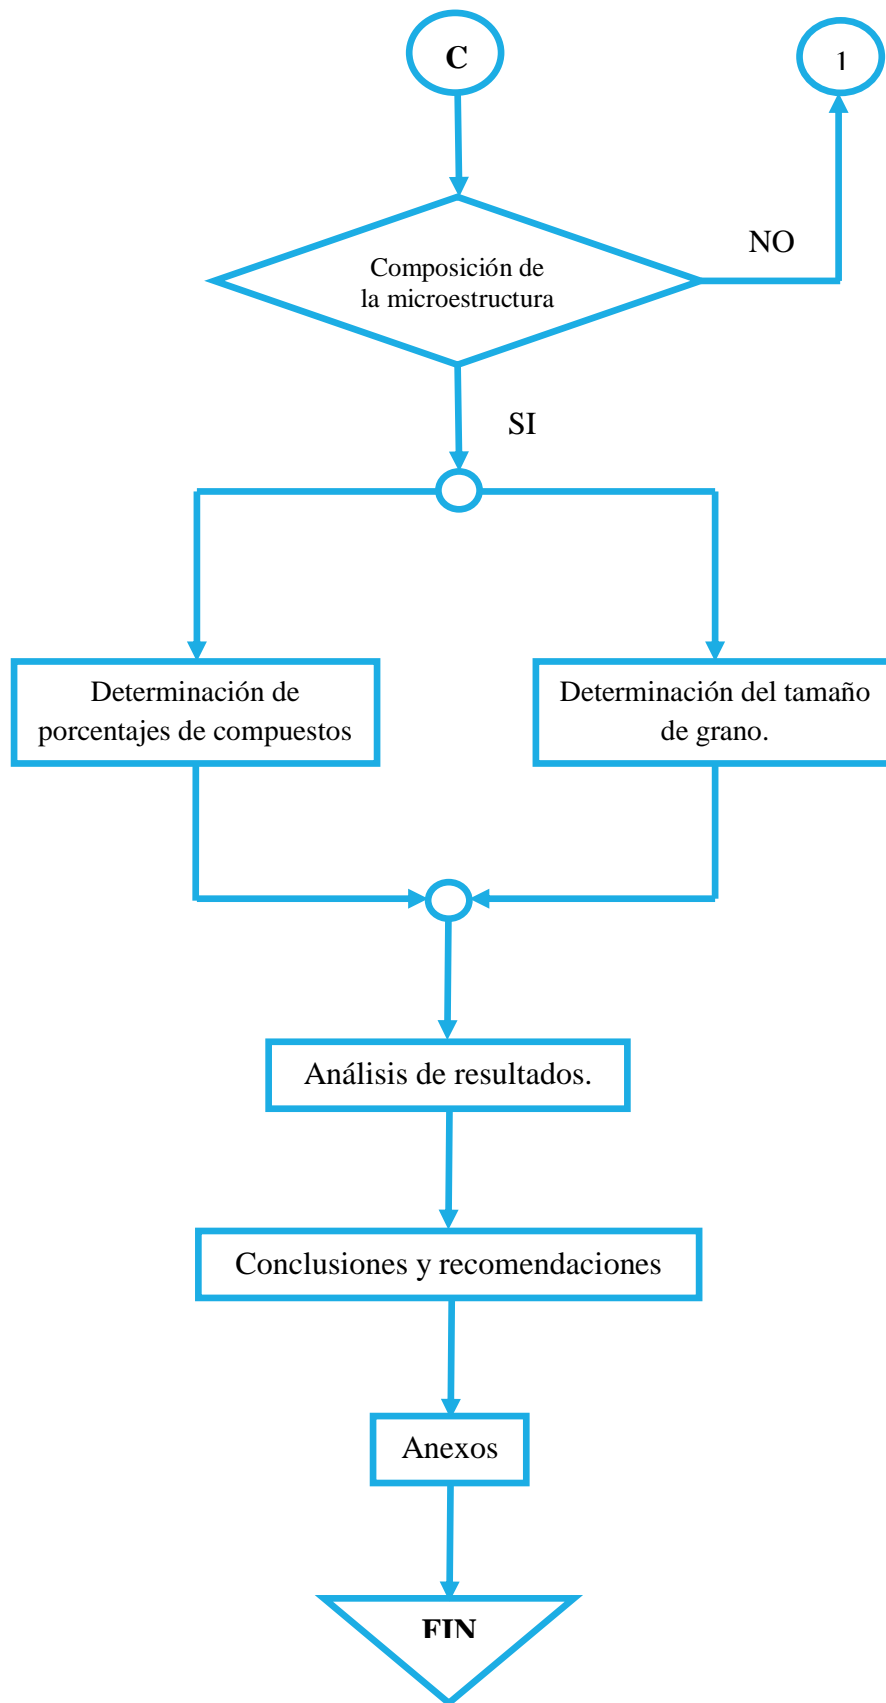 C
1
Composición de
la microestructura
NO
SI
Determinación de
porcentajes de compuestos
Determinación del tamaño
de grano.
Análisis de resultados.
Conclusiones y recomendaciones
Anexos
FIN